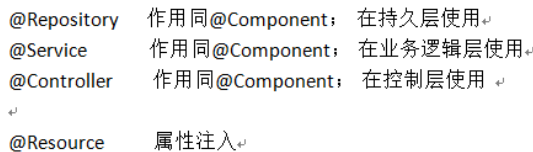 @Repository 作用同@Component； 在持久层使用
@Service 作用同@Component； 在业务逻辑层使用
@Controller 作用同@Component； 在控制层使用
@Resource 属性注入